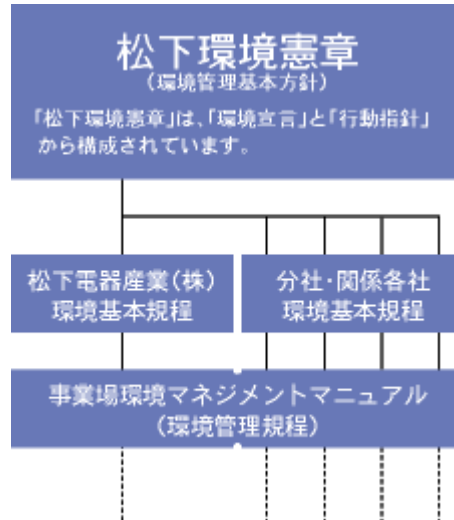 松下環境憲章
（環境管理基本方針）
「松下環境憲章」は、「環境宣言」と「行動指針」
から構成されています。
松下電器産業（株）
環境基本規程
分社・関係各社
環境基本規程
事業場環境マネジメントマニュアル
（環境管理規程）